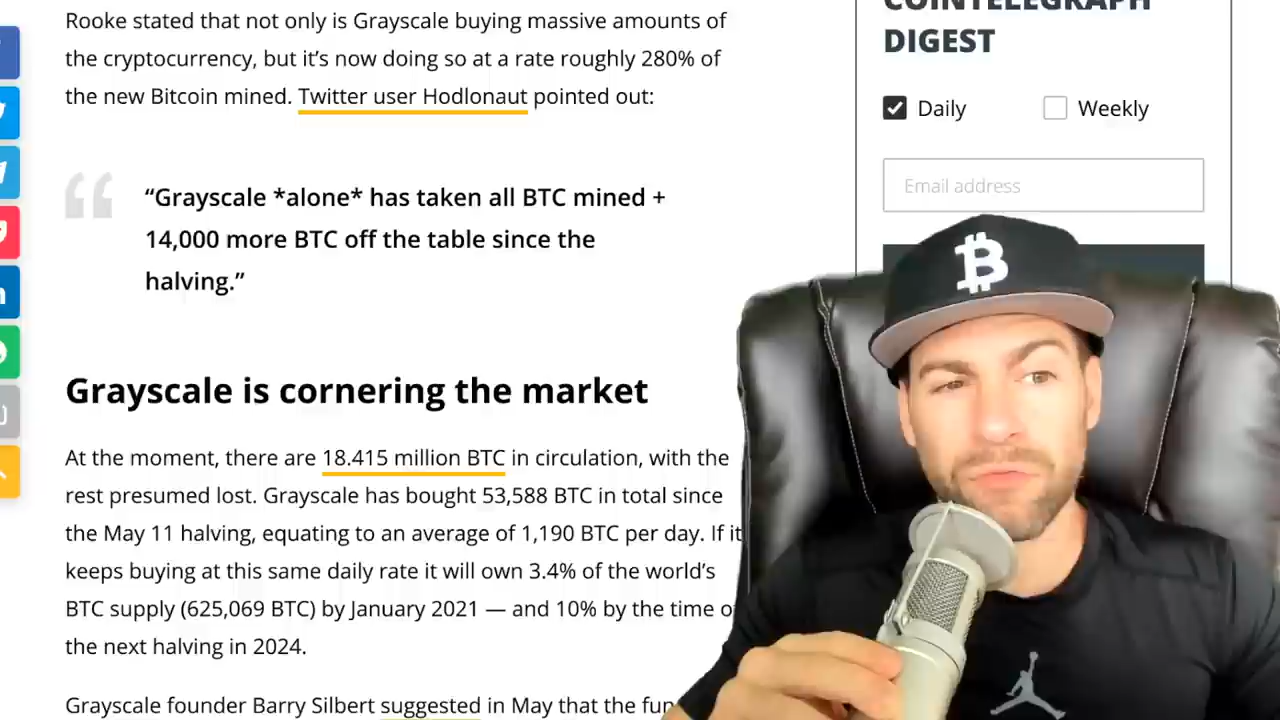 Rooke stated that not only is Grayscale buying massive amounts of
the cryptocurrency, but it’s now doing so at a rate roughly 280% of
the new Bitcoin mined. Twitter user Hodlonaut pointed out:
“Grayscale *alone* has taken all BTC mined +
14,000 more BTC off the table since the
halving.”
Grayscale is cornering the market
At the moment, there are 18.415 million BTC in circulation, with the
rest presumed lost. Grayscale has bought 53,588 BTC in total since
the May 11 halving, equating to an average of 1,190 BTC per day. If it
keeps buying at this same daily rate it will own 3.4% of the world’s
BTC supply (625,069 BTC) by January 2021 — and 10% by the time
the next halving in 2024.
Grayscale founder Barry Silbert suggested in May that the
COINTELEGRAPH
DIGEST
Daily Weekly
Email address